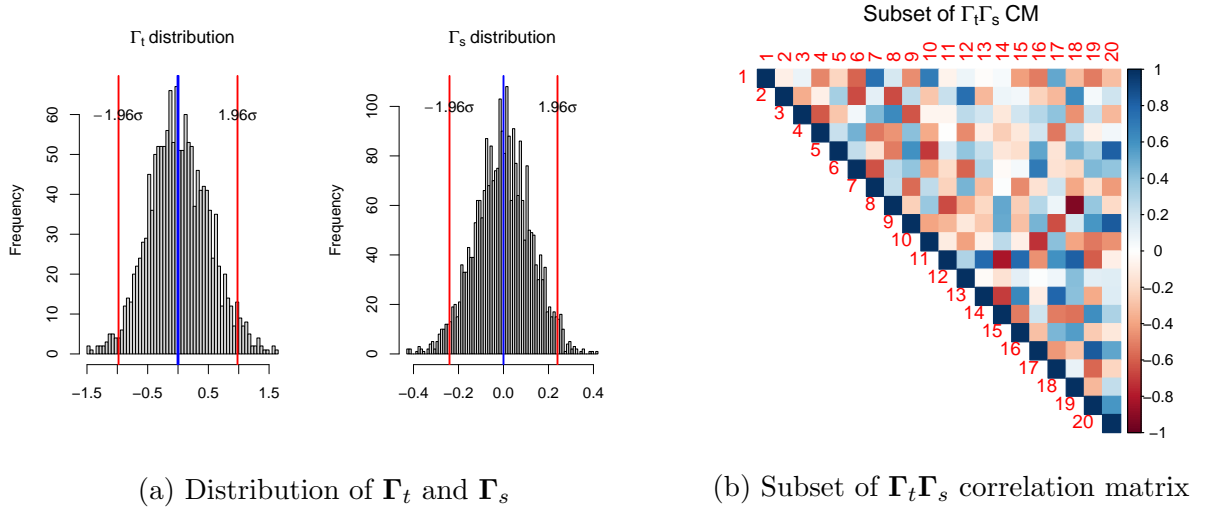 Γt distribution
−1.96σ
1.96σ
Frequency
0 10 20 30 40 50 60
−1.5 −0.5 0.5 1.5
Γs distribution
−1.96σ
1.96σ
Frequency
0 20 40 60 80 100
−0.4 −0.2 0.0 0.2 0.4
(a) Distribution of Γt and Γs
Subset of ΓtΓs CM
1 2 3 4 5 6 7 8 9 10 11 12 13 14 15 16 17 18 19 20
1
2
3
4
5
6
7
8
9
10
11
12
13
14
15
16
17
18
19
20
1
0.8
0.6
0.4
0.2
0
−0.2
−0.4
−0.6
−0.8
−1
(b) Subset of ΓtΓs correlation matrix